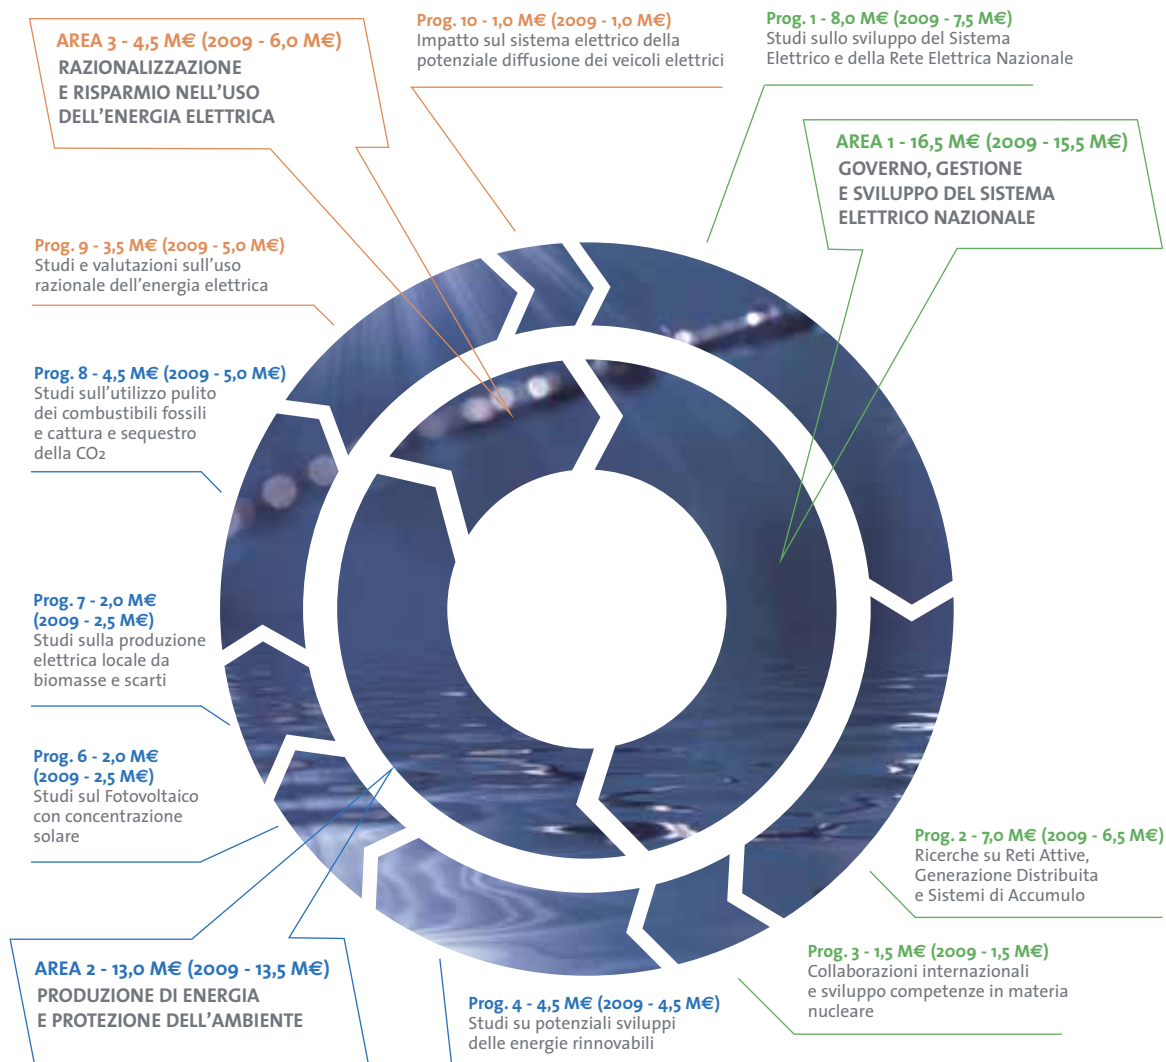 Prog. 10 - 1,0 M€ (2009 - 1,0 M€)
Impatto sul sistema elettrico della
potenziale diffusione dei veicoli elettrici
Prog. 1 - 8,0 M€ (2009 - 7,5 M€)
Studi sullo sviluppo del Sistema
Elettrico e della Rete Elettrica Nazionale
AREA 3 - 4,5 M€ (2009 - 6,0 M€)
RAZIONALIZZAZIONE
E RISPARMIO NELL'USO
DELL'ENERGIA ELETTRICA
AREA 1 - 16,5 M€ (2009 - 15,5 M€)
GOVERNO, GESTIONE
E SVILUPPO DEL SISTEMA
ELETTRICO NAZIONALE
Prog. 9 - 3,5 M€ (2009 - 5,0 M€)
Studi e valutazioni sull'uso
razionale dell'energia elettrica
Prog. 8 - 4,5 M€ (2009 - 5,0 M€)
Studi sull'utilizzo pulito
dei combustibili fossili
e cattura e sequestro
della CO2
Prog. 7 - 2,0 M€
(2009 - 2,5 M€)
Studi sulla produzione
elettrica locale da
biomasse e scarti
Prog. 6 - 2,0 M€
(2009 - 2,5 M€)
Studi sul Fotovoltaico
con concentrazione
solare
Prog. 2 - 7,0 M€ (2009 - 6,5 M€)
Ricerche su Reti Attive,
Generazione Distribuita
e Sistemi di Accumulo
AREA 2 - 13,0 M€ (2009 - 13,5 M€)
PRODUZIONE DI ENERGIA
E PROTEZIONE DELL'AMBIENTE
Prog. 3 - 1,5 M€ (2009 - 1,5 M€)
Collaborazioni internazionali
e sviluppo competenze in materia
nucleare
Prog. 4 - 4,5 M€ (2009 - 4,5 M€)
Studi su potenziali sviluppi
delle energie rinnovabili